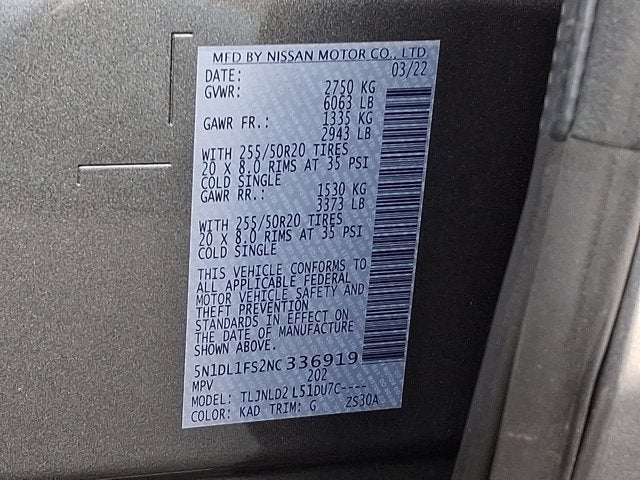 MFD BY NISSAN MOTOR CO., LTD
DATE: 03/22
GVWR: 2750 KG
6063 LB
GAWR FR.: 1335 KG
2943 LB
WITH 255/50R20 TIRES
20 X 8.0 RIMS AT 35 PSI
COLD SINGLE
GAWR RR.: 1530 KG
3373 LB
WITH 255/50R20 TIRES
20 X 8.0 RIMS AT 35 PSI
COLD SINGLE
THIS VEHICLE CONFORMS TO
ALL APPLICABLE FEDERAL
MOTOR VEHICLE SAFETY AND
THEFT PREVENTION
STANDARDS IN EFFECT ON
THE DATE OF MANUFACTURE
SHOWN ABOVE.
5N1DL1FS2NC336919
MPV 202
MODEL: TLJNLD2 L51DU7C----
COLOR: KAD TRIM: G ZS30A